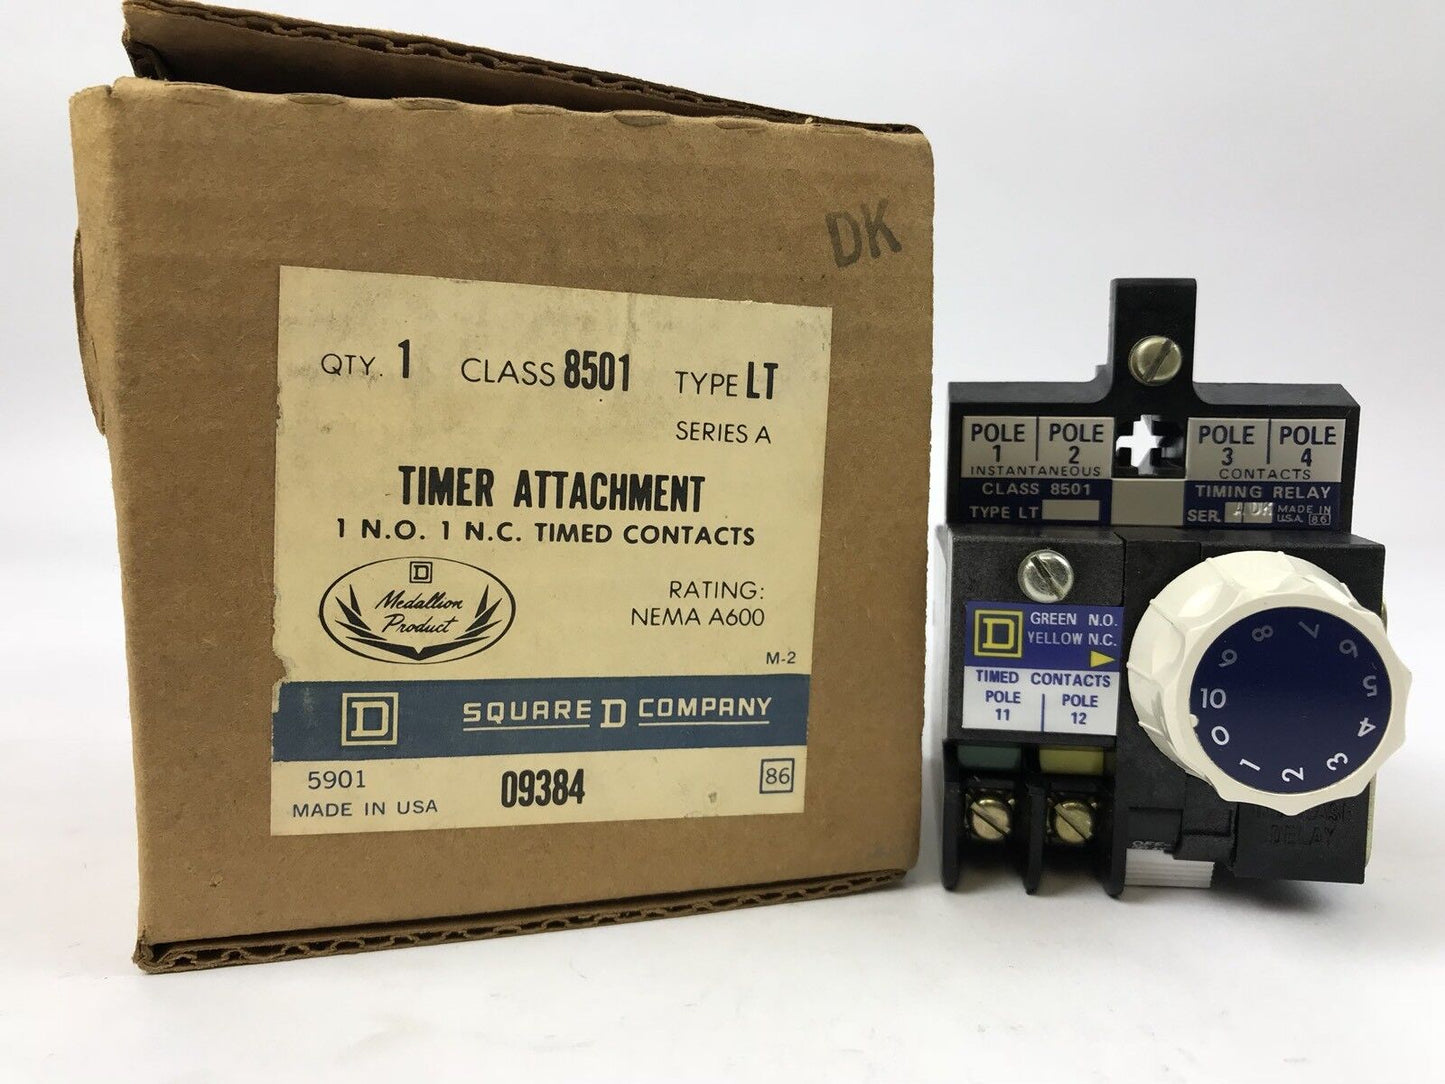 DK
QTY. 1 CLASS 8501 TYPE LT
SERIES A
TIMER ATTACHMENT
1 N.O. 1 N.C. TIMED CONTACTS
D
Medallion
Product
RATING:
NEMA A600
M-2
D SQUARE D COMPANY
5901 09384 86
MADE IN USA
POLE 1 POLE 2 POLE 3 POLE 4
INSTANTANEOUS CONTACTS
CLASS 8501 TIMING RELAY
TYPE LT SER. A DK MADE IN
U.S.A. 86
D GREEN N.O.
YELLOW N.C.
TIMED CONTACTS
POLE 11 POLE 12
0 1 2 3 4 5 6 7 8 9 10
OFF
DELAY